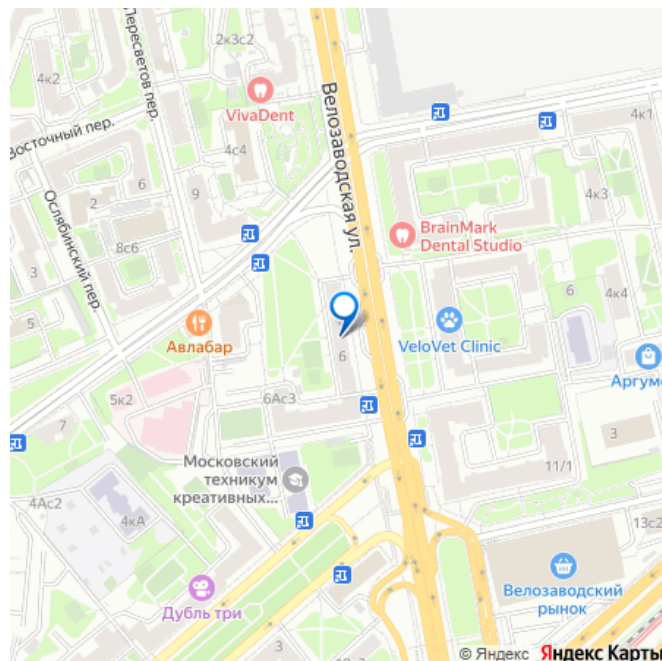 Пересветов пер.
2к3с2
4к2
VivaDent
Велозаводская ул.
4к1
Восточный пер.
4с4
6
9
2
4к3
Ослябинский пер.
8с6
BrainMark
Dental Studio
3
6
4к4
5
Авлабар
6
VeloVet Clinic
Аргуме
5к2
6Ас3
7
3
Московский
техникум
креативных...
11/1
4Ас2
4кА
13с2
Велозаводский
рынок
Дубль три
3
© Яндекс Яндекс Карты